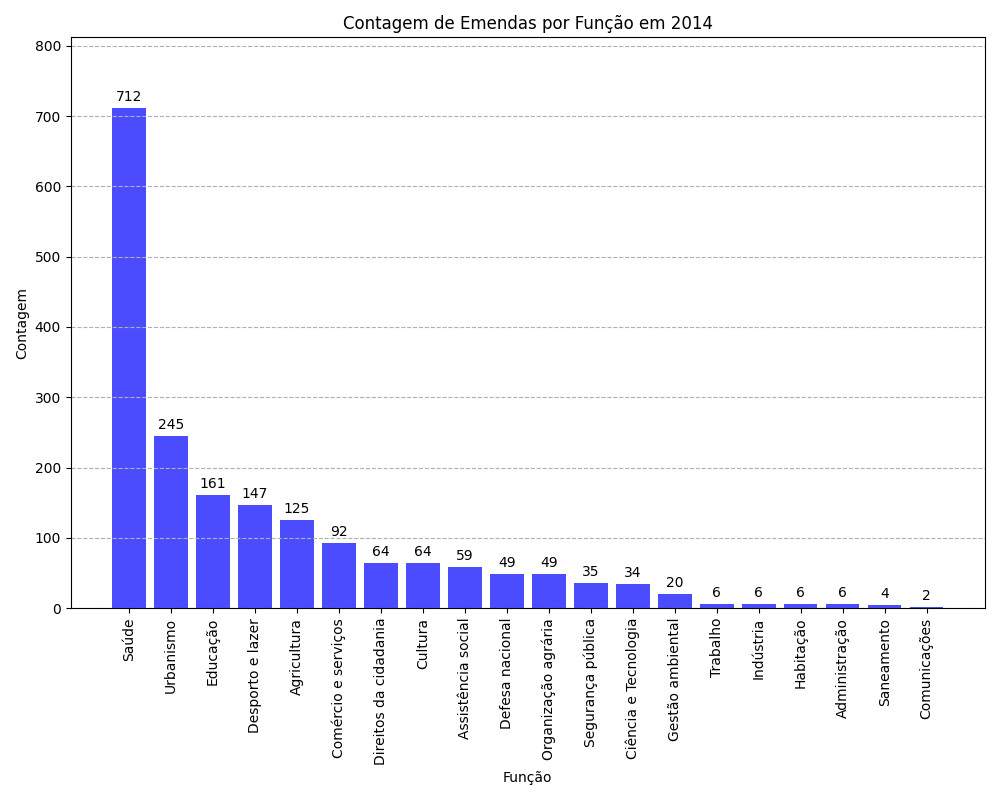 Contagem de Emendas por Função em 2014
Contagem
800
700
600
500
400
300
200
100
0
712
245
161
147
125
92
64
64
59
49
49
35
34
20
6
6
6
6
4
2
Saúde
Urbanismo
Educação
Desporto e lazer
Agricultura
Comércio e serviços
Direitos da cidadania
Cultura
Assistência social
Defesa nacional
Organização agrária
Segurança pública
Ciência e Tecnologia
Gestão ambiental
Trabalho
Indústria
Habitação
Administração
Saneamento
Comunicações
Função